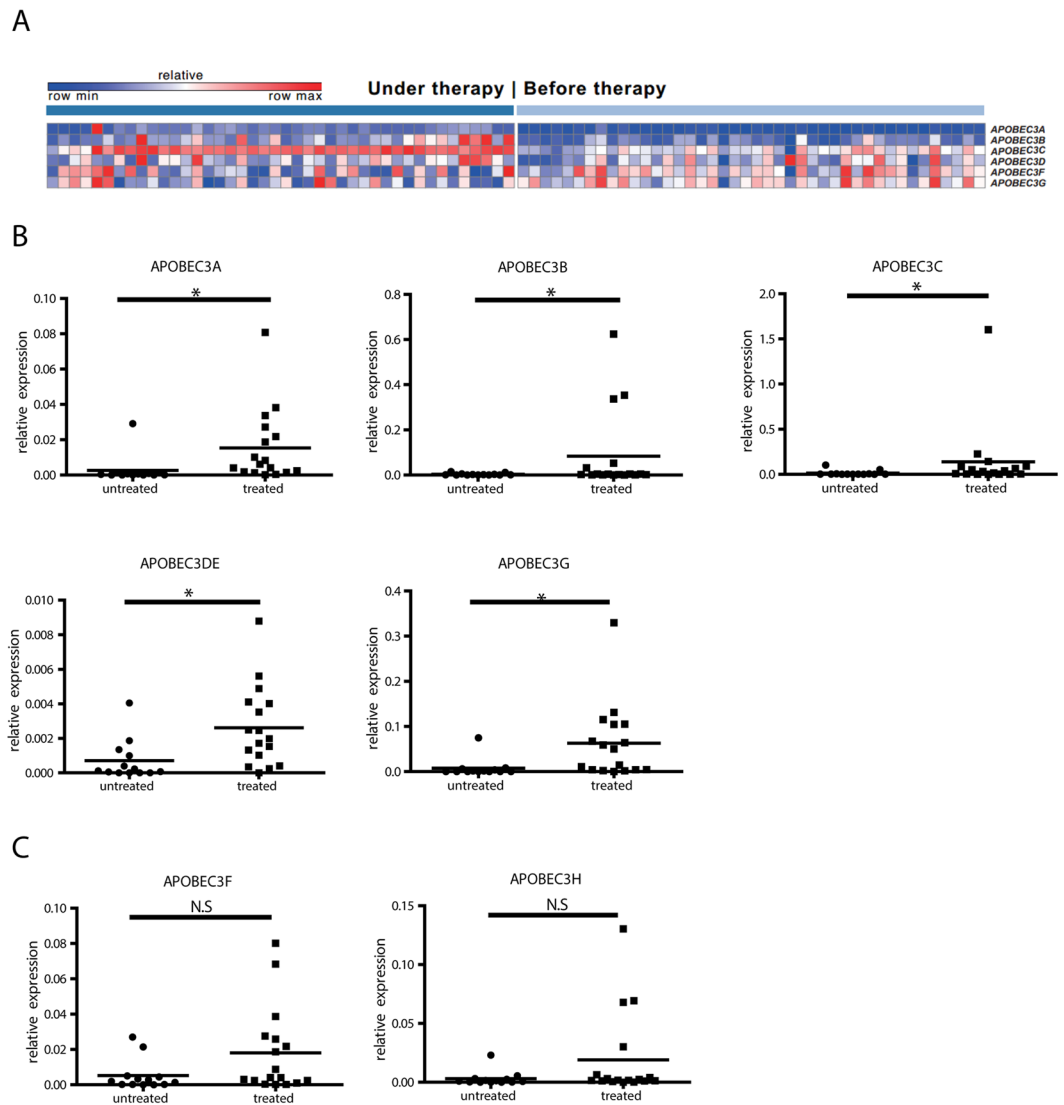 A
relative
row min row max
Under therapy | Before therapy
APOBEC3A
APOBEC3B
APOBEC3C
APOBEC3D
APOBEC3F
APOBEC3G
B
APOBEC3A
*
relative expression
0.10
0.08
0.06
0.04
0.02
0.00
untreated treated
APOBEC3B
*
relative expression
0.8
0.6
0.4
0.2
0.0
untreated treated
APOBEC3C
*
relative expression
2.0
1.5
1.0
0.5
0.0
untreated treated
APOBEC3DE
*
relative expression
0.010
0.008
0.006
0.004
0.002
0.000
untreated treated
APOBEC3G
*
relative expression
0.4
0.3
0.2
0.1
0.0
untreated treated
C
APOBEC3F
N.S
relative expression
0.10
0.08
0.06
0.04
0.02
0.00
untreated treated
APOBEC3H
N.S
relative expression
0.15
0.10
0.05
0.00
untreated treated